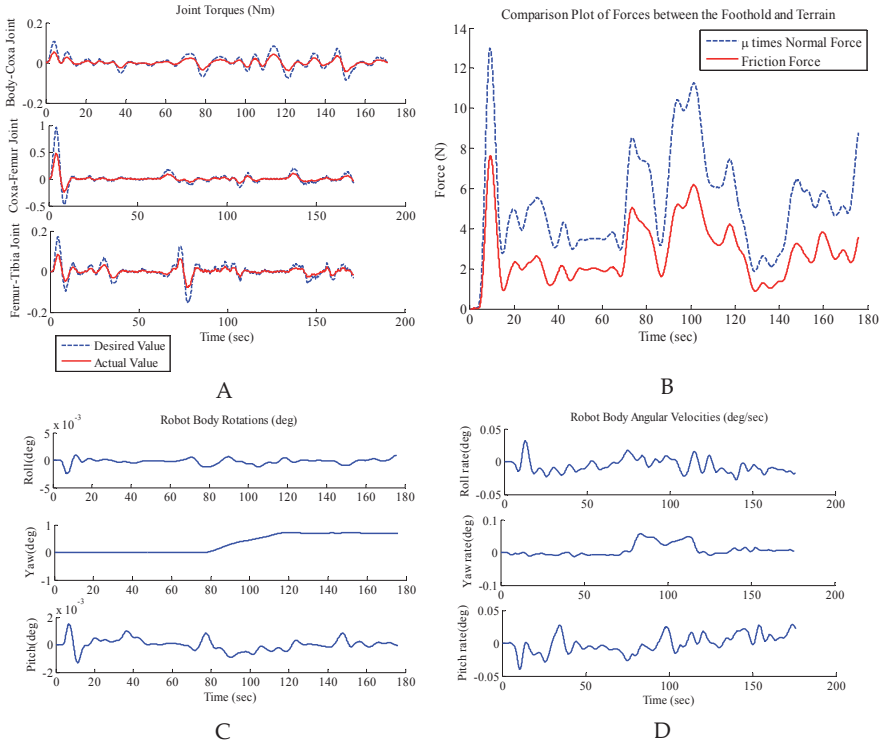 Joint Torques (Nm)
Body-Coxa Joint
0.2
0
-0.2
0 20 40 60 80 100 120 140 160 180
Coxa-Femur Joint
1
0.5
0
-0.5
0 50 100 150 200
Femur-Tibia Joint
0.2
0
-0.2
0 50 100 150 200
Time (sec)
Desired Value
Actual Value
A
Comparison Plot of Forces between the Foothold and Terrain
μ times Normal Force
Friction Force
Force (N)
14
12
10
8
6
4
2
0
0 20 40 60 80 100 120 140 160 180
Time (sec)
B
Robot Body Rotations (deg)
x 10-3
Roll(deg)
5
0
-5
0 20 40 60 80 100 120 140 160 180
Yaw(deg)
1
0
-1
0 20 40 60 80 100 120 140 160 180
x 10-3
Pitch(deg)
2
0
-2
0 20 40 60 80 100 120 140 160 180
Time (sec)
C
Robot Body Angular Velocities (deg/sec)
Roll rate(deg)
0.05
0
-0.05
0 50 100 150 200
Yaw rate(deg)
0.1
0
-0.1
0 50 100 150 200
Pitch rate(deg)
0.05
0
-0.05
0 50 100 150 200
Time (sec)
D